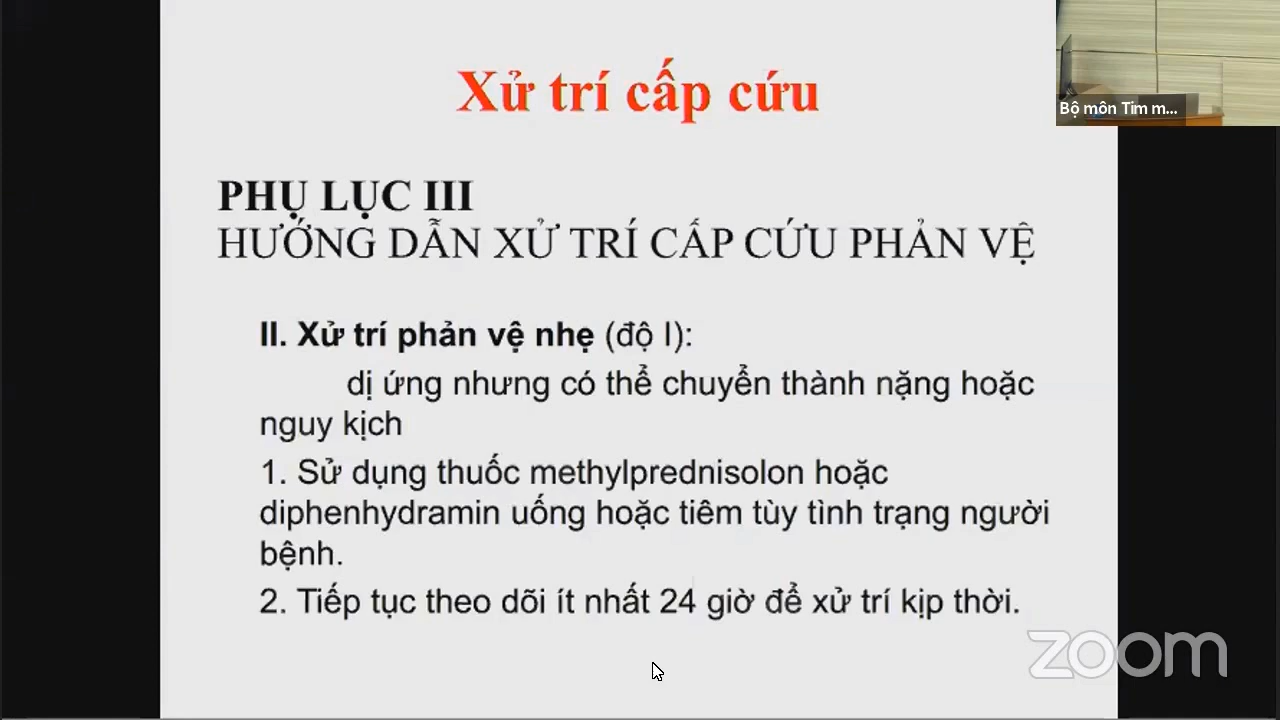 Xử trí cấp cứu
Bộ môn Tim m...
PHỤ LỤC III
HƯỚNG DẪN XỬ TRÍ CẤP CỨU PHẢN VỆ
II. Xử trí phản vệ nhẹ (độ I):
dị ứng nhưng có thể chuyển thành nặng hoặc
nguy kịch
1. Sử dụng thuốc methylprednisolon hoặc
diphenhydramin uống hoặc tiêm tùy tình trạng người
bệnh.
2. Tiếp tục theo dõi ít nhất 24 giờ để xử trí kịp thời.
zoom